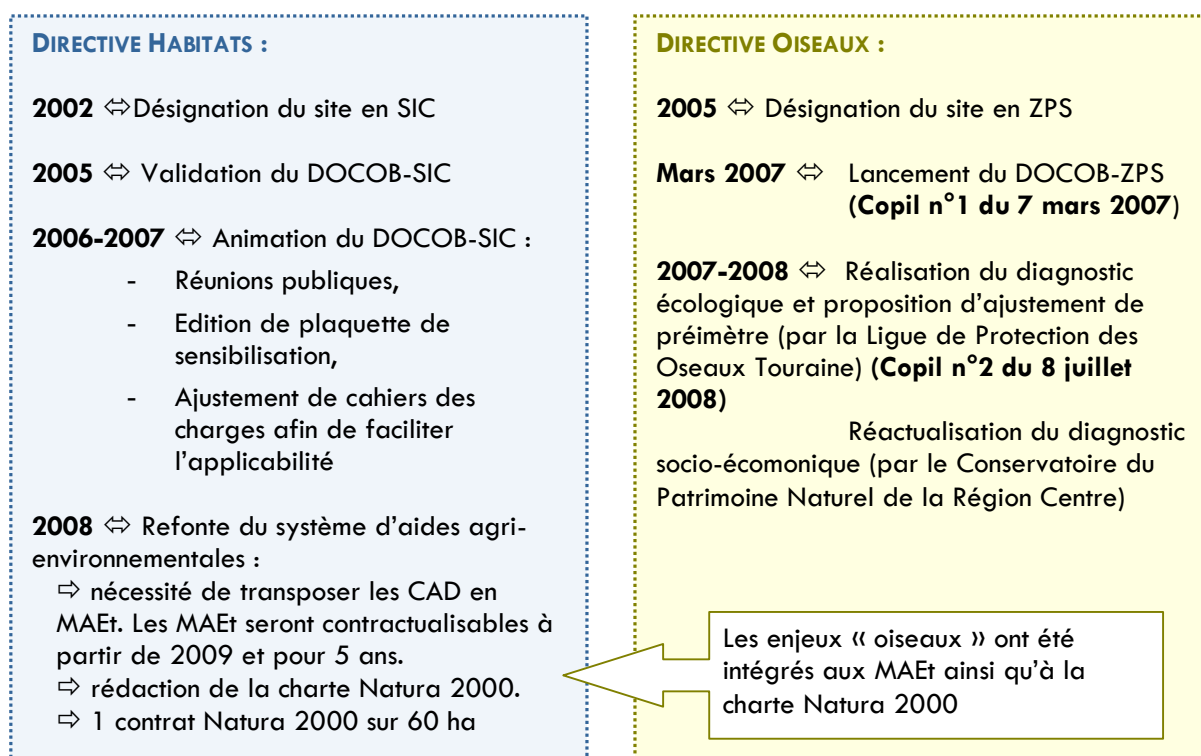 DIRECTIVE HABITATS :
2002 ⇔Désignation du site en SIC
2005 ⇔ Validation du DOCOB-SIC
2006-2007 ⇔ Animation du DOCOB-SIC :
- Réunions publiques,
- Edition de plaquette de
sensibilisation,
- Ajustement de cahiers des
charges afin de faciliter
l'applicabilité
2008 ⇔ Refonte du système d'aides agri-
environnementales :
⇨ nécessité de transposer les CAD en
MAEt. Les MAEt seront contractualisables à
partir de 2009 et pour 5 ans.
⇨ rédaction de la charte Natura 2000.
⇨ 1 contrat Natura 2000 sur 60 ha
DIRECTIVE OISEAUX :
2005 ⇔ Désignation du site en ZPS
Mars 2007 ⇔ Lancement du DOCOB-ZPS
(Copil n°1 du 7 mars 2007)
2007-2008 ⇔ Réalisation du diagnostic
écologique et proposition d'ajustement de
préimètre (par la Ligue de Protection des
Oseaux Touraine) (Copil n°2 du 8 juillet
2008)
Réactualisation du diagnostic
socio-écomonique (par le Conservatoire du
Patrimoine Naturel de la Région Centre)
Les enjeux « oiseaux » ont été
intégrés aux MAEt ainsi qu'à la
charte Natura 2000